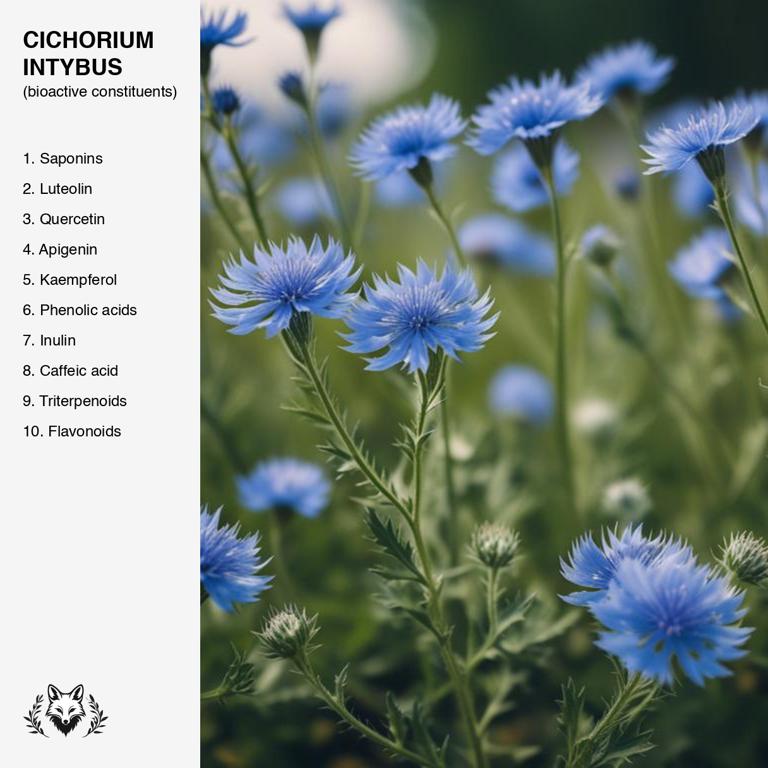 CICHORIUM
INTYBUS
(bioactive constituents)
1. Saponins
2. Luteolin
3. Quercetin
4. Apigenin
5. Kaempferol
6. Phenolic acids
7. Inulin
8. Caffeic acid
9. Triterpenoids
10. Flavonoids